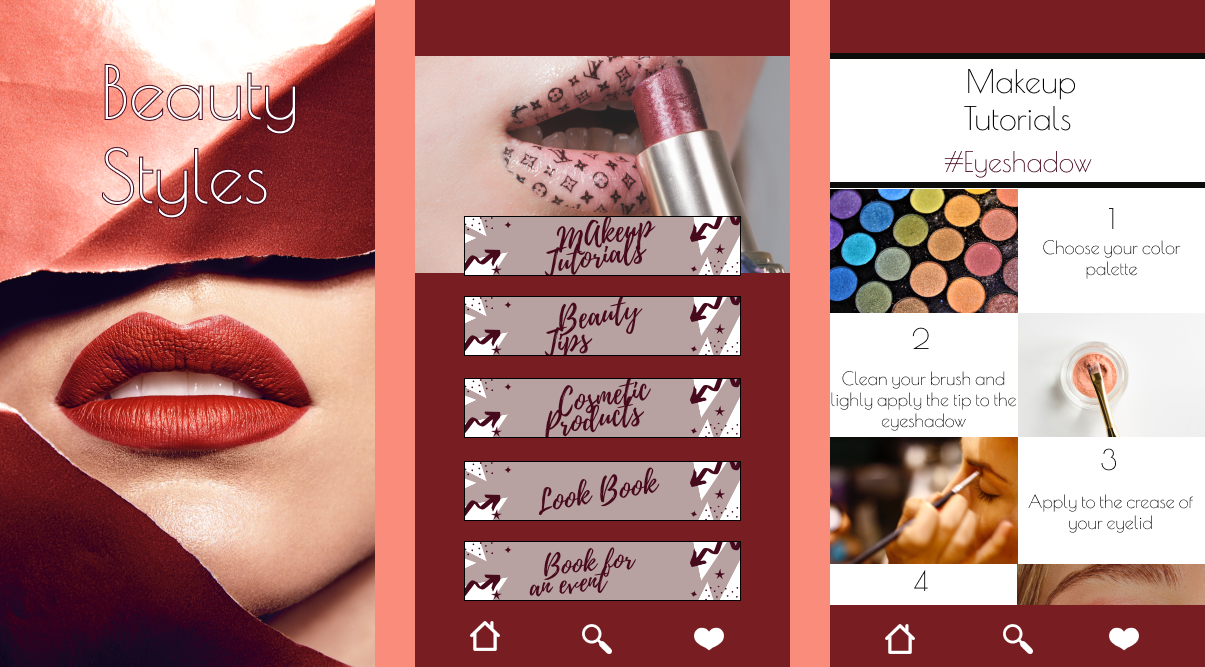 Beauty
Styles
MAkeup
Tutorials
Beauty
Tips
Cosmetic
Products
Look Book
Book for
an event
Makeup
Tutorials
#Eyeshadow
1
Choose your color
palette
2
Clean your brush and
lighly apply the tip to the
eyeshadow
3
Apply to the crease of
your eyelid
4